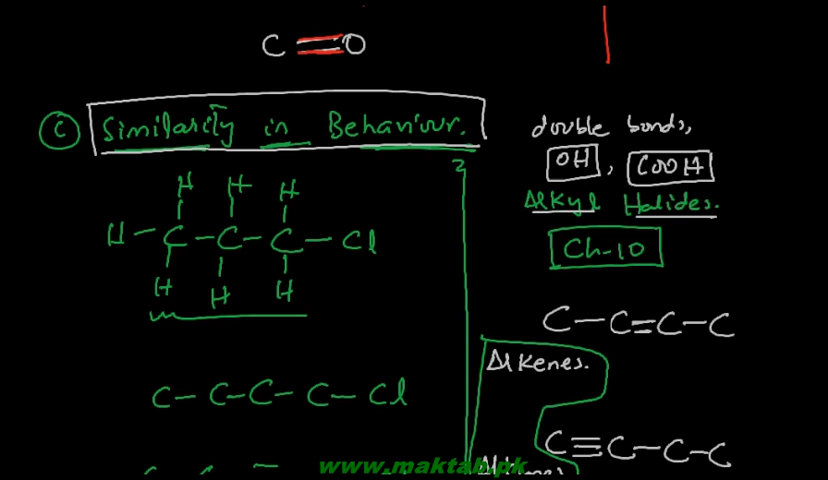 C=O
C Similarity in Behaviour.
H H H
H-C-C-C-Cl
H H H
C-C-C-C-Cl
double bonds,
OH, COOH
Alkyl Halides.
Ch-10
C-C=C-C
Alkenes.
C≡C-C-C
www.maktab.pk